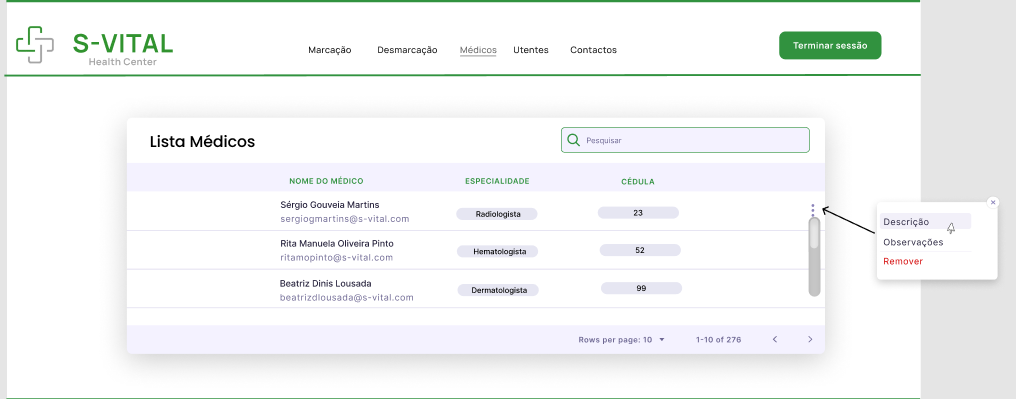 S-VITAL
Health Center
Marcação Desmarcação Médicos Utentes Contactos
Terminar sessão
Lista Médicos
Pesquisar
NOME DO MÉDICO ESPECIALIDADE CÉDULA
Sérgio Gouveia Martins
sergiogmartins@s-vital.com
Radiologista
23
Rita Manuela Oliveira Pinto
ritamopinto@s-vital.com
Hematologista
52
Beatriz Dinis Lousada
beatrizdlousada@s-vital.com
Dermatologista
99
Descrição
Observações
Remover
Rows per page: 10
1-10 of 276